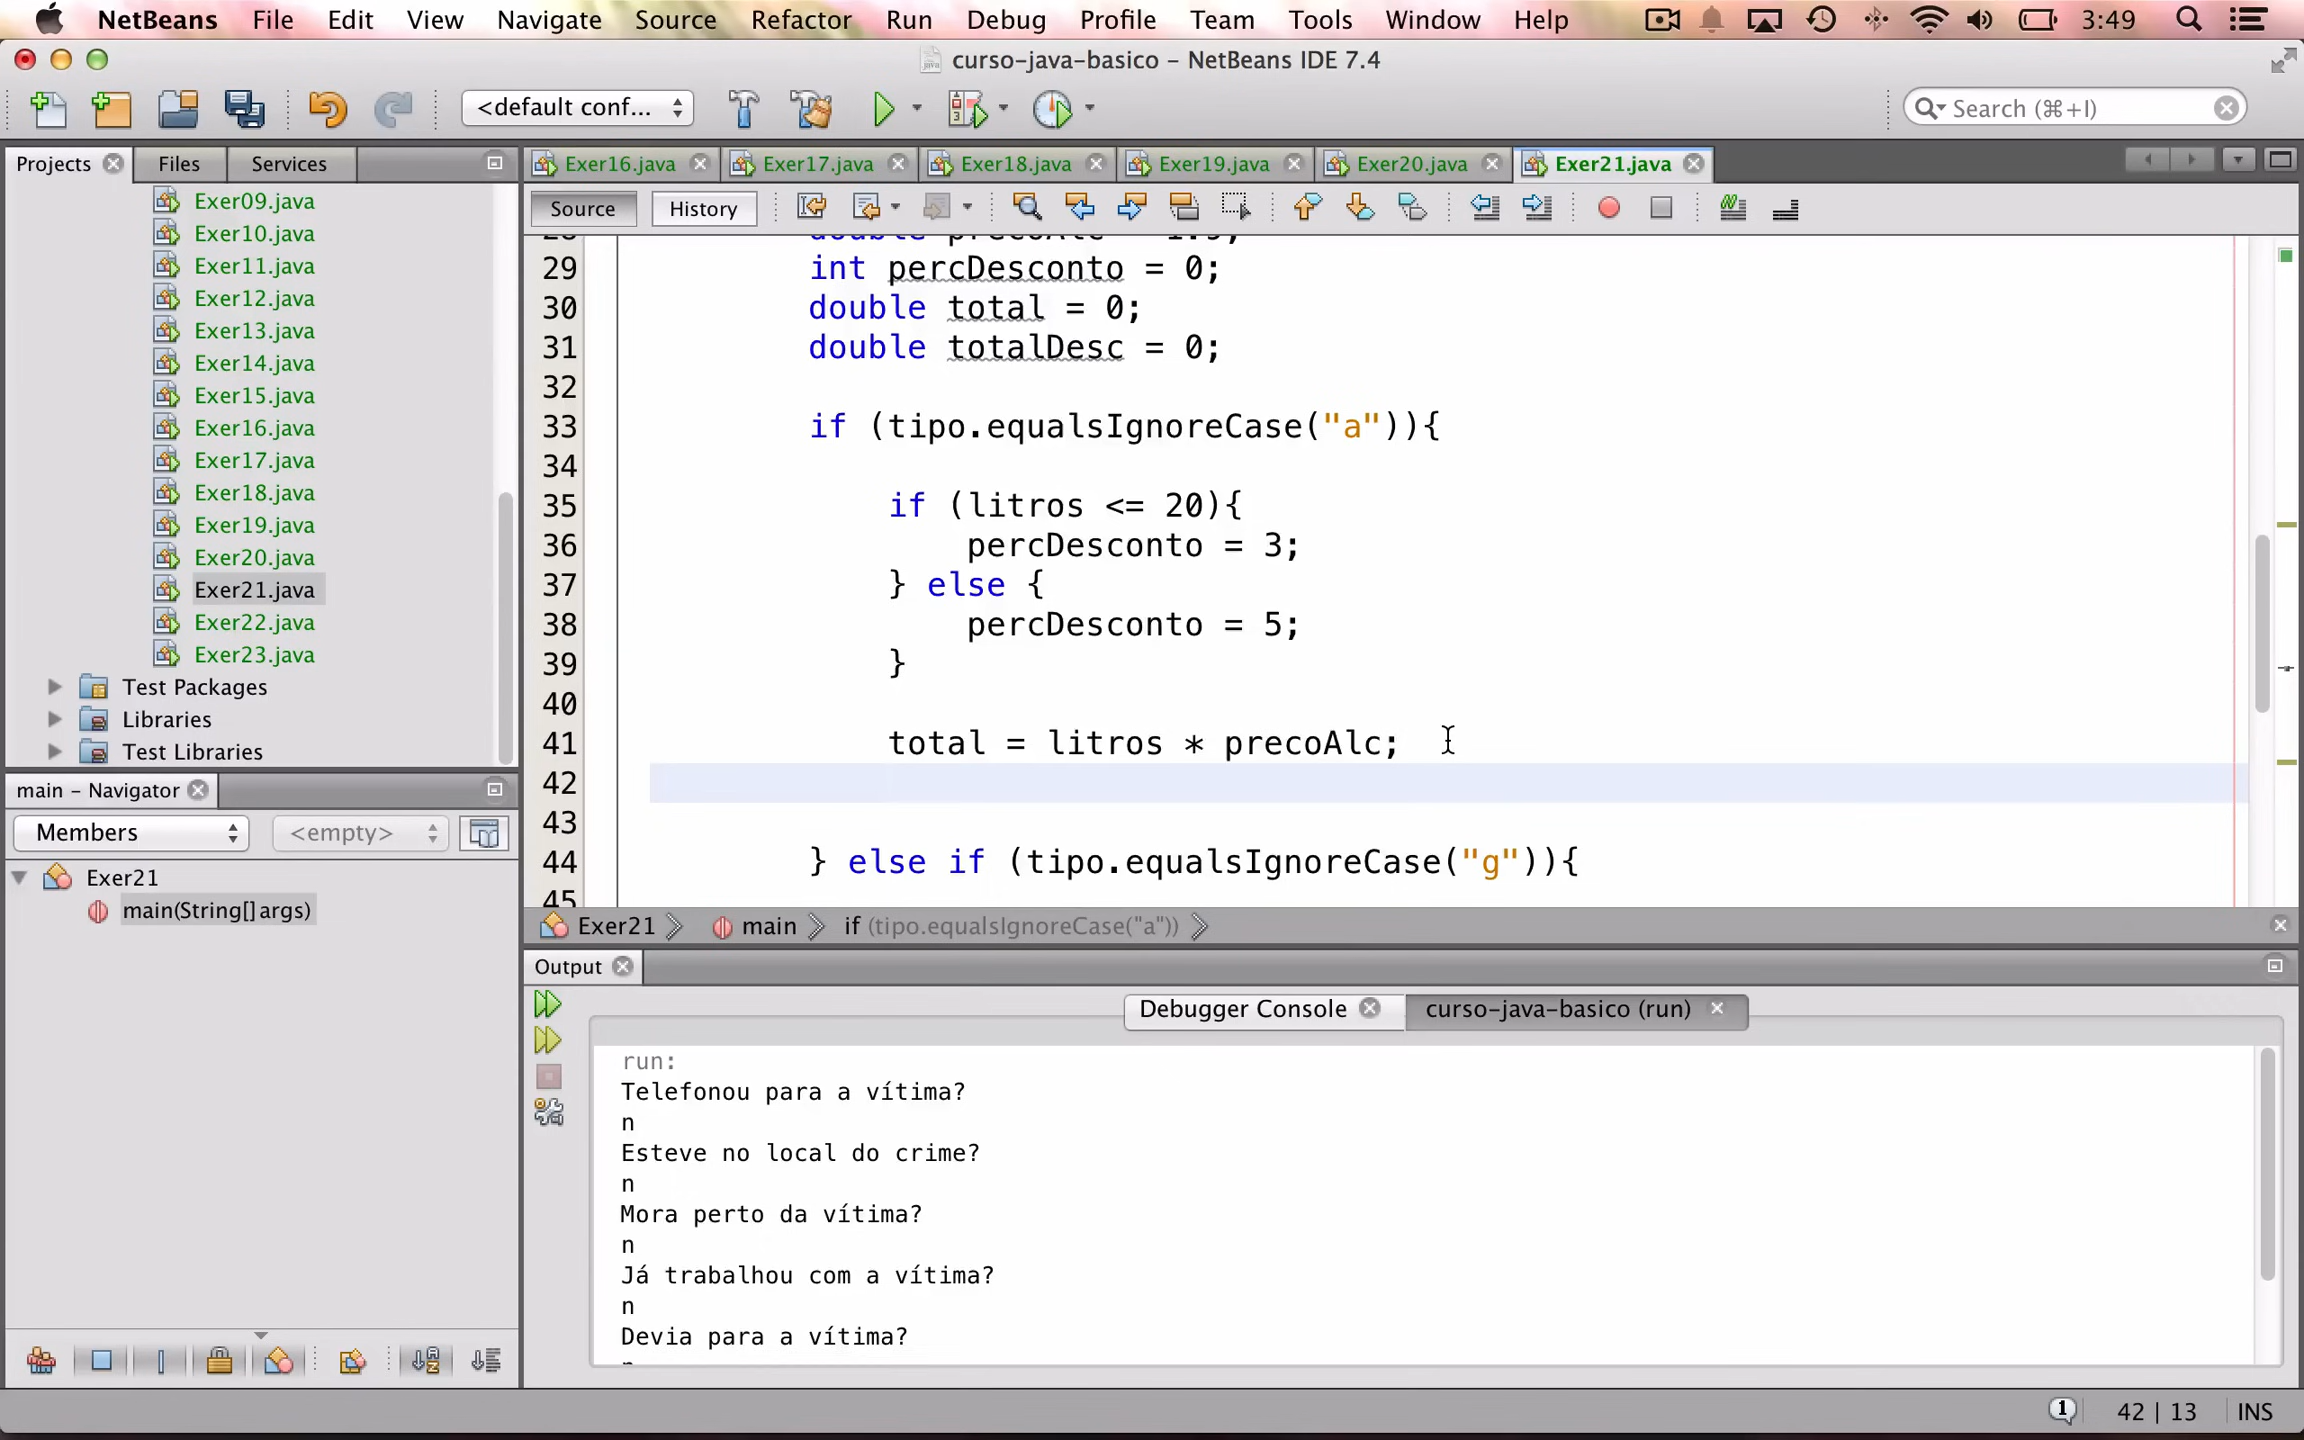 NetBeans File Edit View Navigate Source Refactor Run Debug Profile Team Tools Window Help 3:49
curso-java-basico – NetBeans IDE 7.4
<default conf... Search (⌘+I)
Projects Files Services
Exer16.java Exer17.java Exer18.java Exer19.java Exer20.java Exer21.java
Source History
Exer09.java
Exer10.java
Exer11.java
Exer12.java
Exer13.java
Exer14.java
Exer15.java
Exer16.java
Exer17.java
Exer18.java
Exer19.java
Exer20.java
Exer21.java
Exer22.java
Exer23.java
Test Packages
Libraries
Test Libraries
main – Navigator
Members <empty>
Exer21
main(String[] args)
29 int percDesconto = 0;
30 double total = 0;
31 double totalDesc = 0;
32
33 if (tipo.equalsIgnoreCase("a")){
34
35 if (litros <= 20){
36 percDesconto = 3;
37 } else {
38 percDesconto = 5;
39 }
40
41 total = litros * precoAlc;
42
43
44 } else if (tipo.equalsIgnoreCase("g")){
45
Exer21 main if (tipo.equalsIgnoreCase("a"))
Output
Debugger Console curso-java-basico (run)
run:
Telefonou para a vítima?
n
Esteve no local do crime?
n
Mora perto da vítima?
n
Já trabalhou com a vítima?
n
Devia para a vítima?
1 42 | 13 INS